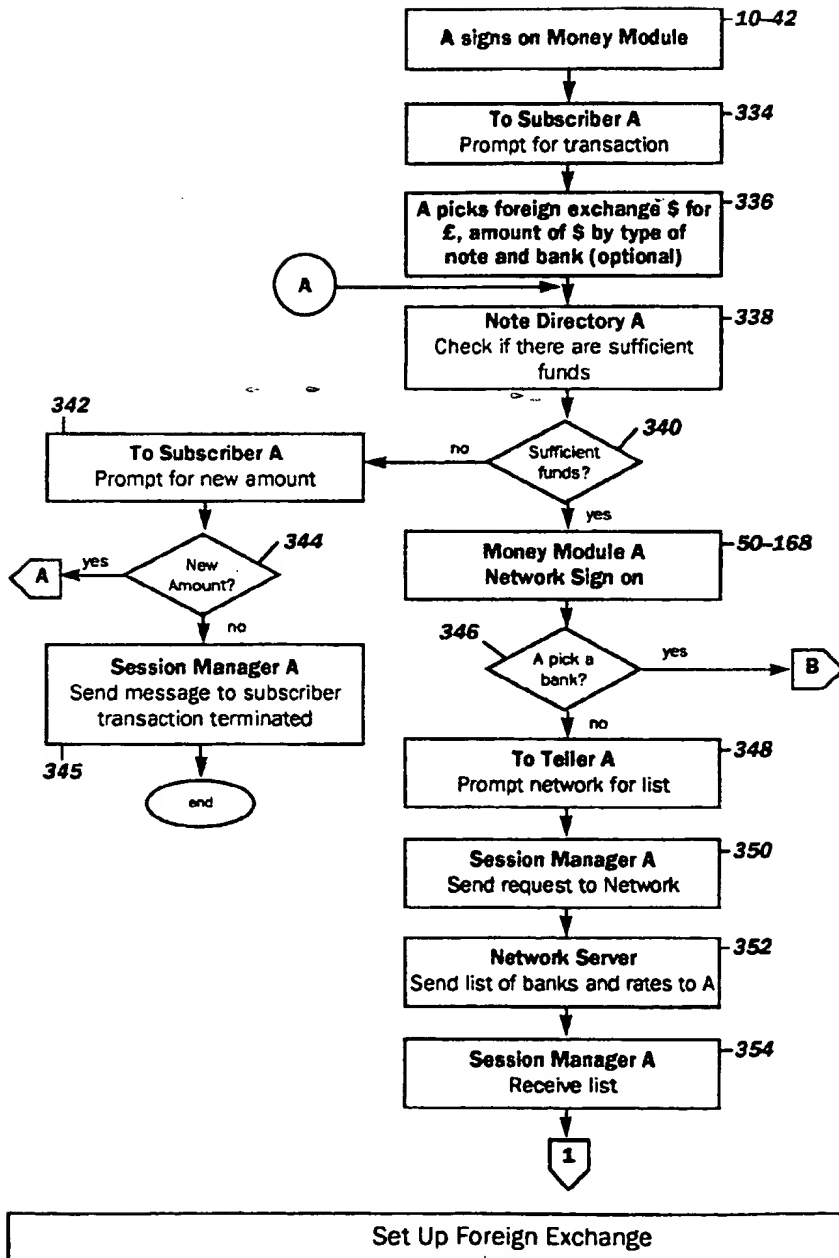 10-42
A signs on Money Module
334
To Subscriber A
Prompt for transaction
336
A picks foreign exchange $ for
£, amount of $ by type of
note and bank (optional)
A
338
Note Directory A
Check if there are sufficient
funds
342
To Subscriber A
Prompt for new amount
no
340
Sufficient
funds?
yes
344
New
Amount?
yes
A
no
50-168
Money Module A
Network Sign on
346
A pick a
bank?
yes
B
no
Session Manager A
Send message to subscriber
transaction terminated
345
end
348
To Teller A
Prompt network for list
350
Session Manager A
Send request to Network
352
Network Server
Send list of banks and rates to A
354
Session Manager A
Receive list
1
Set Up Foreign Exchange